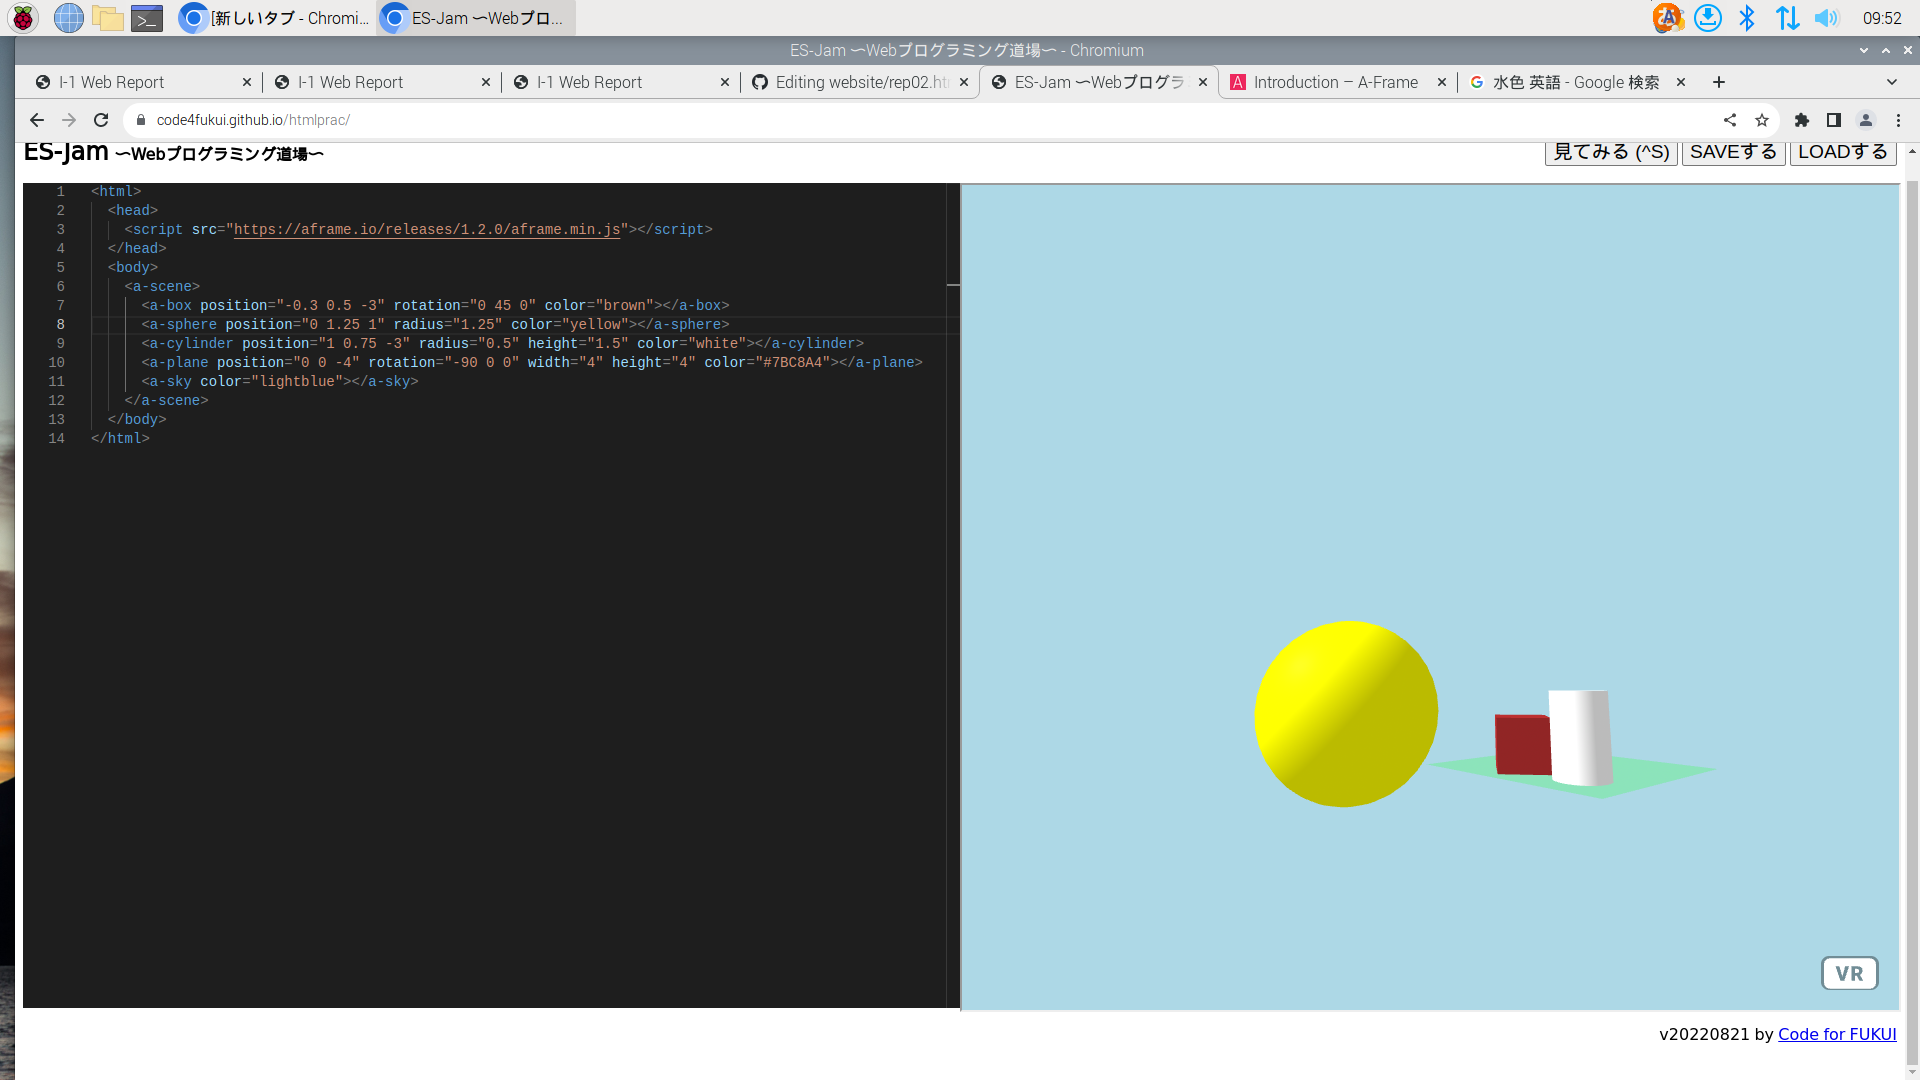 [新しいタブ - Chromi...
ES-Jam 〜Webプロ...
09:52
ES-Jam 〜Webプログラミング道場〜 - Chromium
I-1 Web Report
I-1 Web Report
I-1 Web Report
Editing website/rep02.htm
ES-Jam 〜Webプログラ
Introduction – A-Frame
水色 英語 - Google 検索
code4fukui.github.io/htmlprac/
ES-Jam 〜Webプログラミング道場〜
見てみる (^S)
SAVEする
LOADする
1 <html>
2 <head>
3 <script src="https://aframe.io/releases/1.2.0/aframe.min.js"></script>
4 </head>
5 <body>
6 <a-scene>
7 <a-box position="-0.3 0.5 -3" rotation="0 45 0" color="brown"></a-box>
8 <a-sphere position="0 1.25 1" radius="1.25" color="yellow"></a-sphere>
9 <a-cylinder position="1 0.75 -3" radius="0.5" height="1.5" color="white"></a-cylinder>
10 <a-plane position="0 0 -4" rotation="-90 0 0" width="4" height="4" color="#7BC8A4"></a-plane>
11 <a-sky color="lightblue"></a-sky>
12 </a-scene>
13 </body>
14 </html>
VR
v20220821 by Code for FUKUI